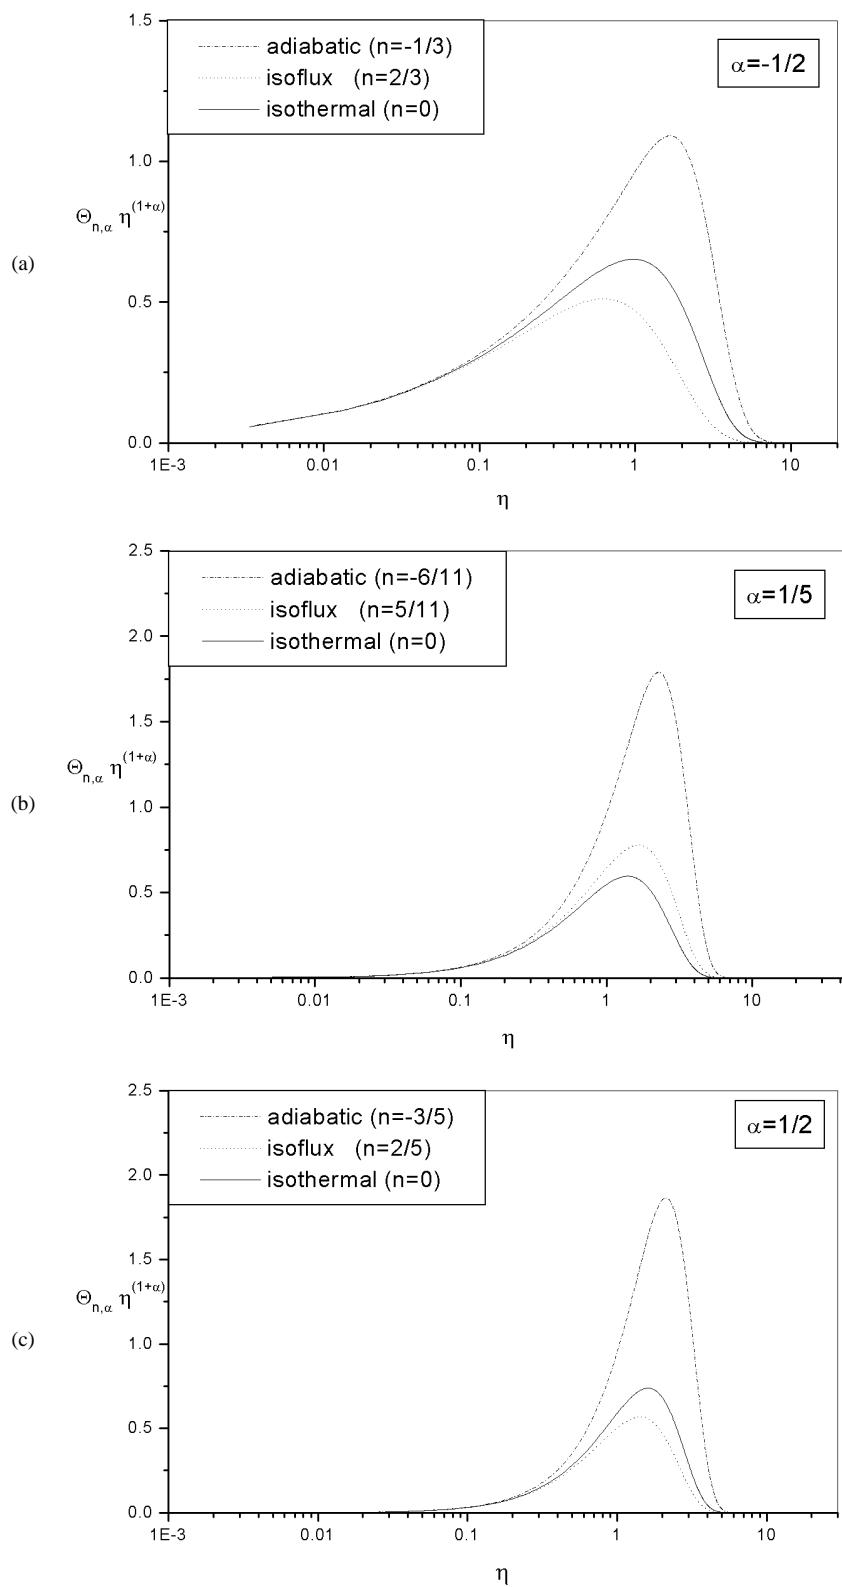 1.5
adiabatic (n=-1/3)
isoflux (n=2/3)
isothermal (n=0)
α=-1/2
1.0
Θn,α η(1+α)
(a)
0.5
0.0
1E-3 0.01 0.1 1 10
η
2.5
adiabatic (n=-6/11)
isoflux (n=5/11)
isothermal (n=0)
α=1/5
2.0
1.5
Θn,α η(1+α)
(b)
1.0
0.5
0.0
1E-3 0.01 0.1 1 10
η
2.5
adiabatic (n=-3/5)
isoflux (n=2/5)
isothermal (n=0)
α=1/2
2.0
1.5
Θn,α η(1+α)
(c)
1.0
0.5
0.0
1E-3 0.01 0.1 1 10
η